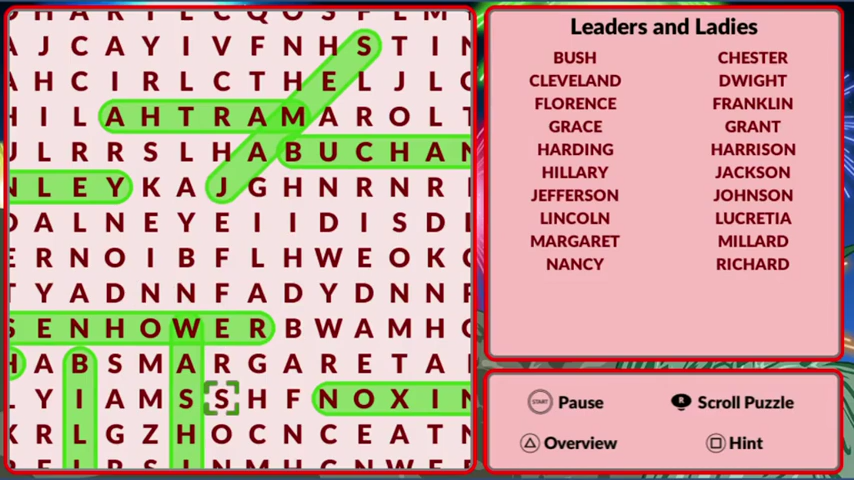 A J C A Y I V F N H S T I N
A H C I R L C T H E L J L
H I L A H T R A M A R O L T
L R R S L H A B U C H A N
N L E Y K A J G H N R N R
A L N E Y E I I D I S D
E R N O I B F L H W E O K
T Y A D N N F A D Y D N N
S E N H O W E R B W A M H
H A B S M A R G A R E T A
L Y I A M S S H F N O X I N
R L G Z H O C N C E A T N
Leaders and Ladies
BUSH CHESTER
CLEVELAND DWIGHT
FLORENCE FRANKLIN
GRACE GRANT
HARDING HARRISON
HILLARY JACKSON
JEFFERSON JOHNSON
LINCOLN LUCRETIA
MARGARET MILLARD
NANCY RICHARD
START Pause R Scroll Puzzle
Overview Hint